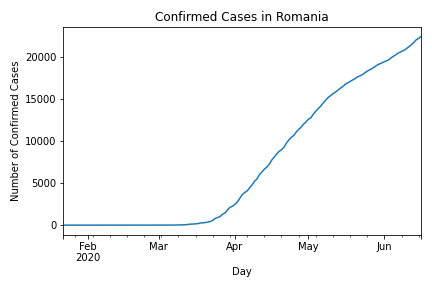 Confirmed Cases in Romania
Number of Confirmed Cases
20000
15000
10000
5000
0
Feb
2020
Mar
Apr
May
Jun
Day